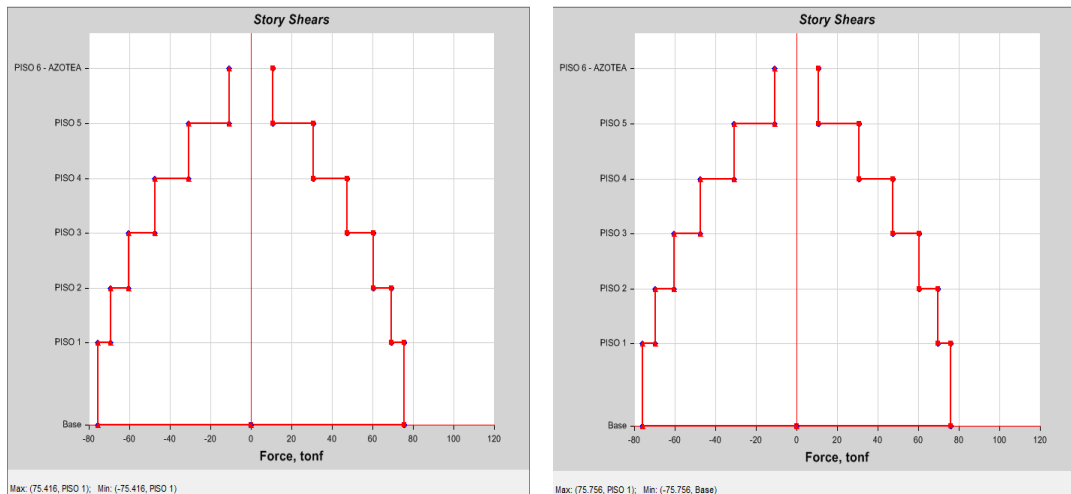 Story Shears
PISO 6 - AZOTEA
PISO 5
PISO 4
PISO 3
PISO 2
PISO 1
Base
-80 -60 -40 -20 0 20 40 60 80 100 120
Force, tonf
Max: (75.416, PISO 1); Min: (-75.416, PISO 1)
Story Shears
PISO 6 - AZOTEA
PISO 5
PISO 4
PISO 3
PISO 2
PISO 1
Base
-80 -60 -40 -20 0 20 40 60 80 100 120
Force, tonf
Max: (75.756, PISO 1); Min: (-75.756, Base)